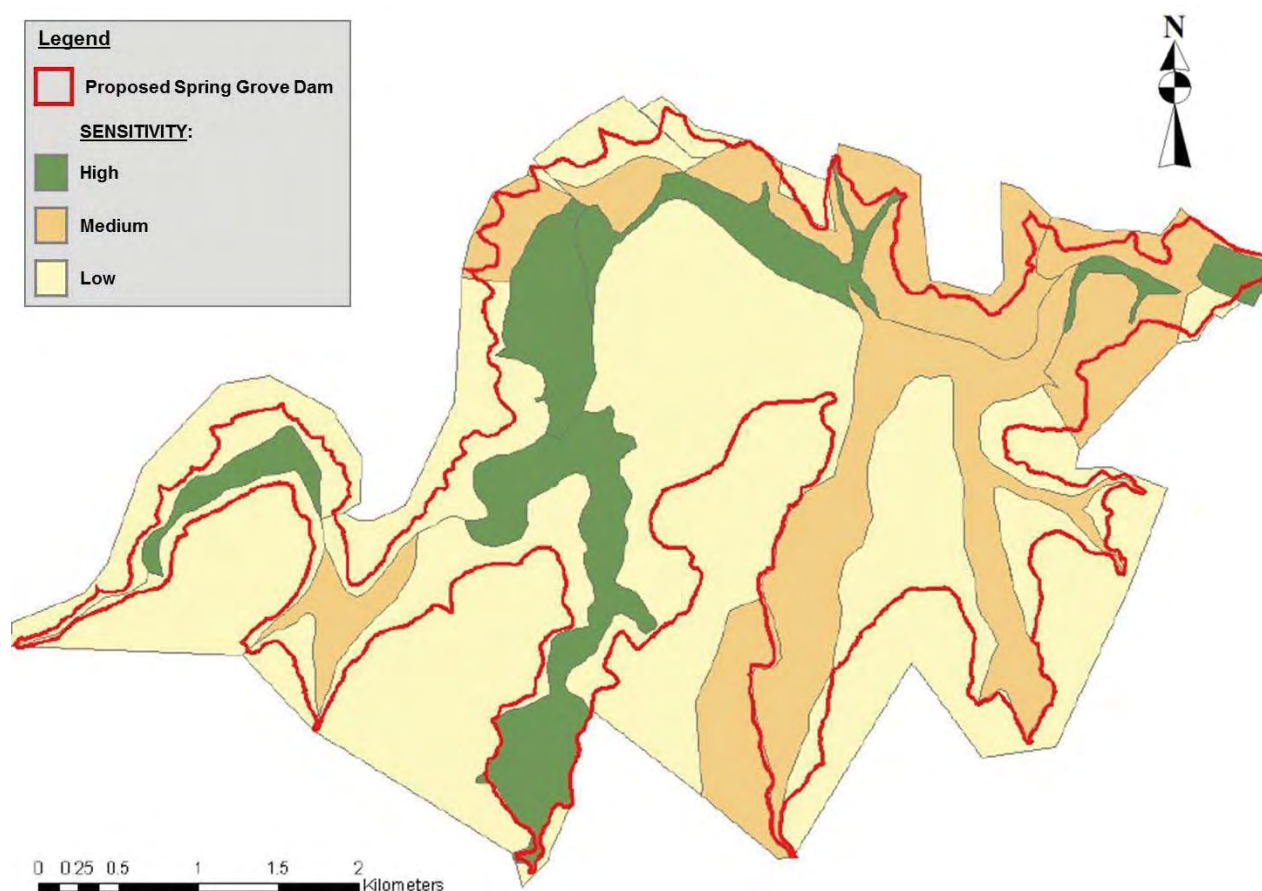 Legend
Proposed Spring Grove Dam
SENSITIVITY:
High
Medium
Low
N
0 0.25 0.5 1 1.5 2
Kilometers